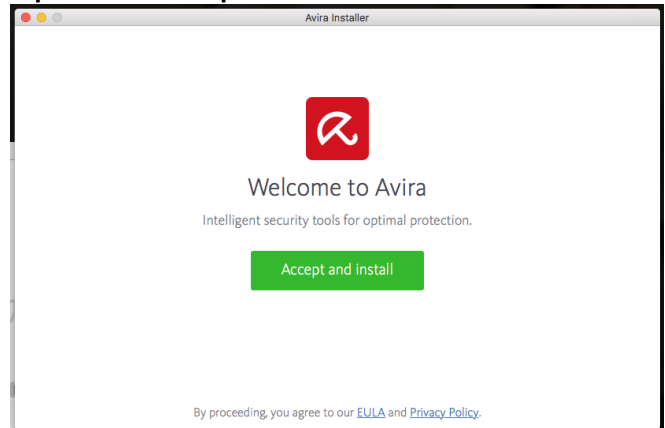 Avira Installer
Welcome to Avira
Intelligent security tools for optimal protection.
Accept and install
By proceeding, you agree to our EULA and Privacy Policy.